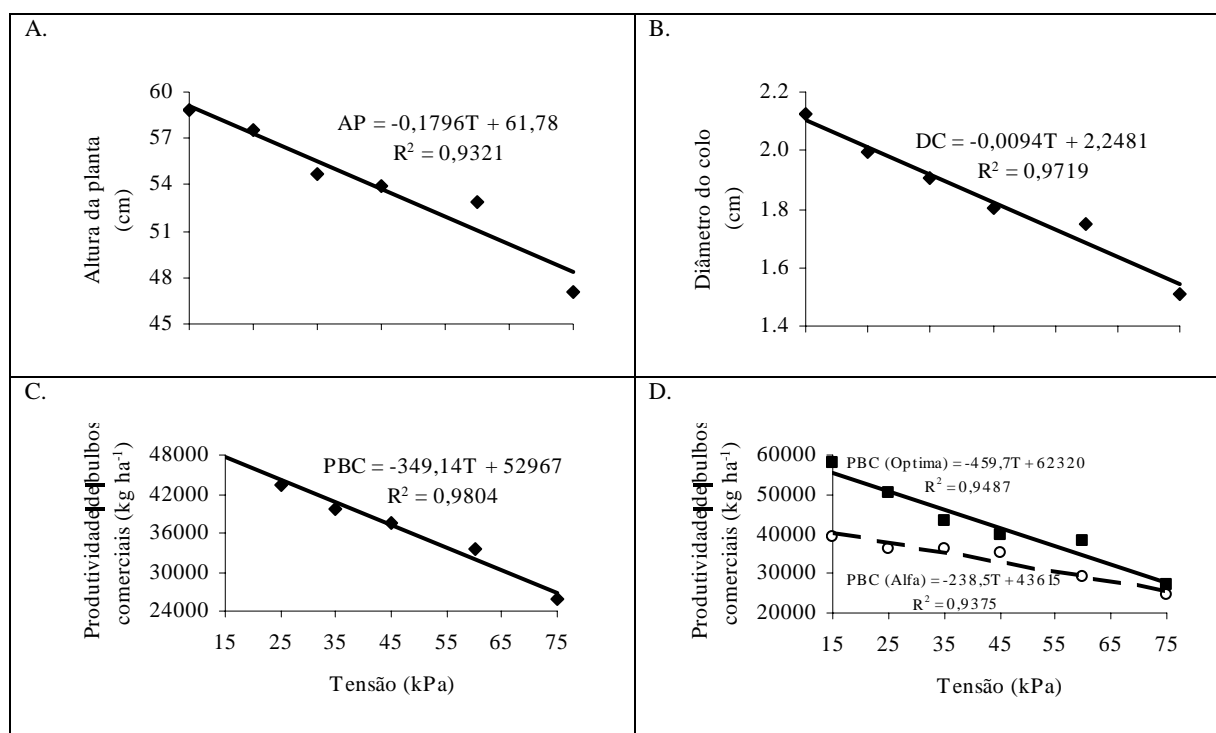 A.
Altura da planta
(cm)
60
57
54
51
48
45
AP = -0,1796T + 61,78
R² = 0,9321
B.
Diâmetro do colo
(cm)
2.2
2.0
1.8
1.6
1.4
DC = -0,0094T + 2,2481
R² = 0,9719
C.
Produtividade de bulbos
comerciais (kg ha⁻¹)
48000
42000
36000
30000
24000
PBC = -349,14T + 52967
R² = 0,9804
15 25 35 45 55 65 75
Tensão (kPa)
D.
Produtividade de bulbos
comerciais (kg ha⁻¹)
60000
50000
40000
30000
20000
PBC (Optima) = -459,7T + 62320
R² = 0,9487
PBC (Alfa) = -238,5T + 43615
R² = 0,9375
15 25 35 45 55 65 75
Tensão (kPa)